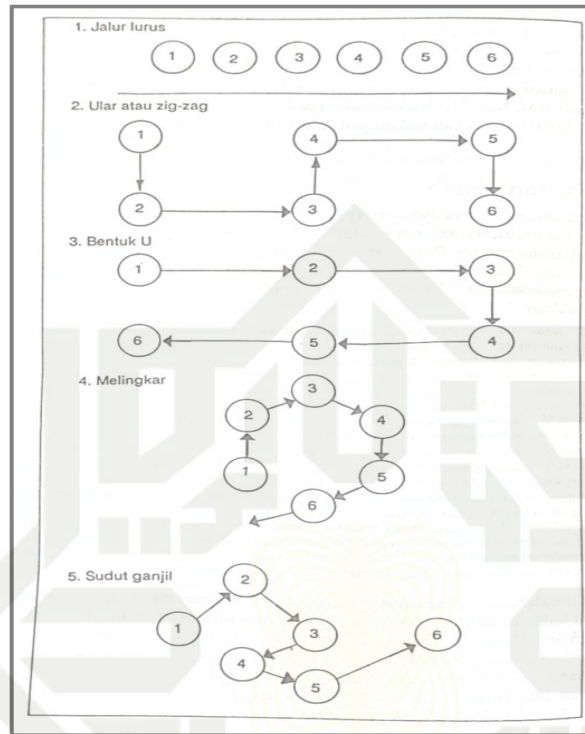 1. Jalur lurus
1 2 3 4 5 6
2. Ular atau zig-zag
1 4 5
2 3 6
3. Bentuk U
1 2 3
6 5 4
4. Melingkar
3
2 4
1 5
6
5. Sudut ganjil
2
1 3 6
4
5